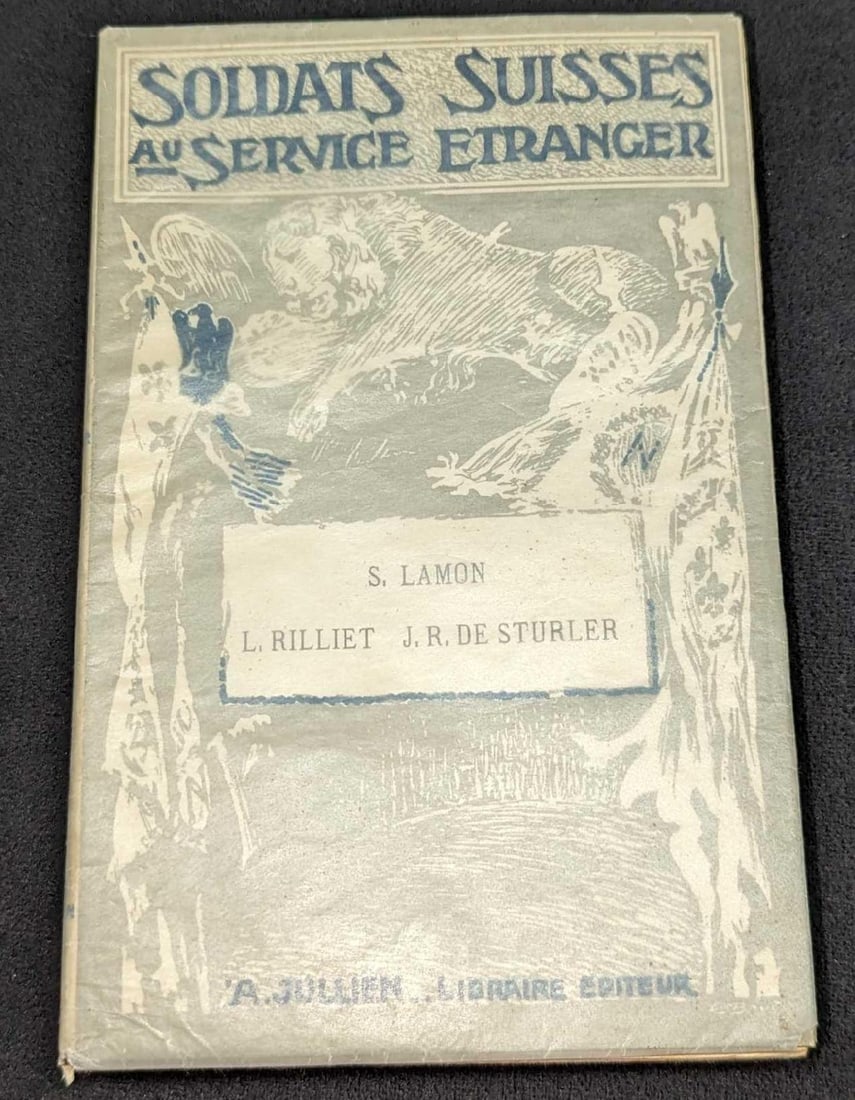 SOLDATS SUISSES
AU SERVICE ETRANGER
N
S. LAMON
L. RILLIET J. R. DE STURLER
A. JULLIEN . . LIBRAIRE EDITEUR